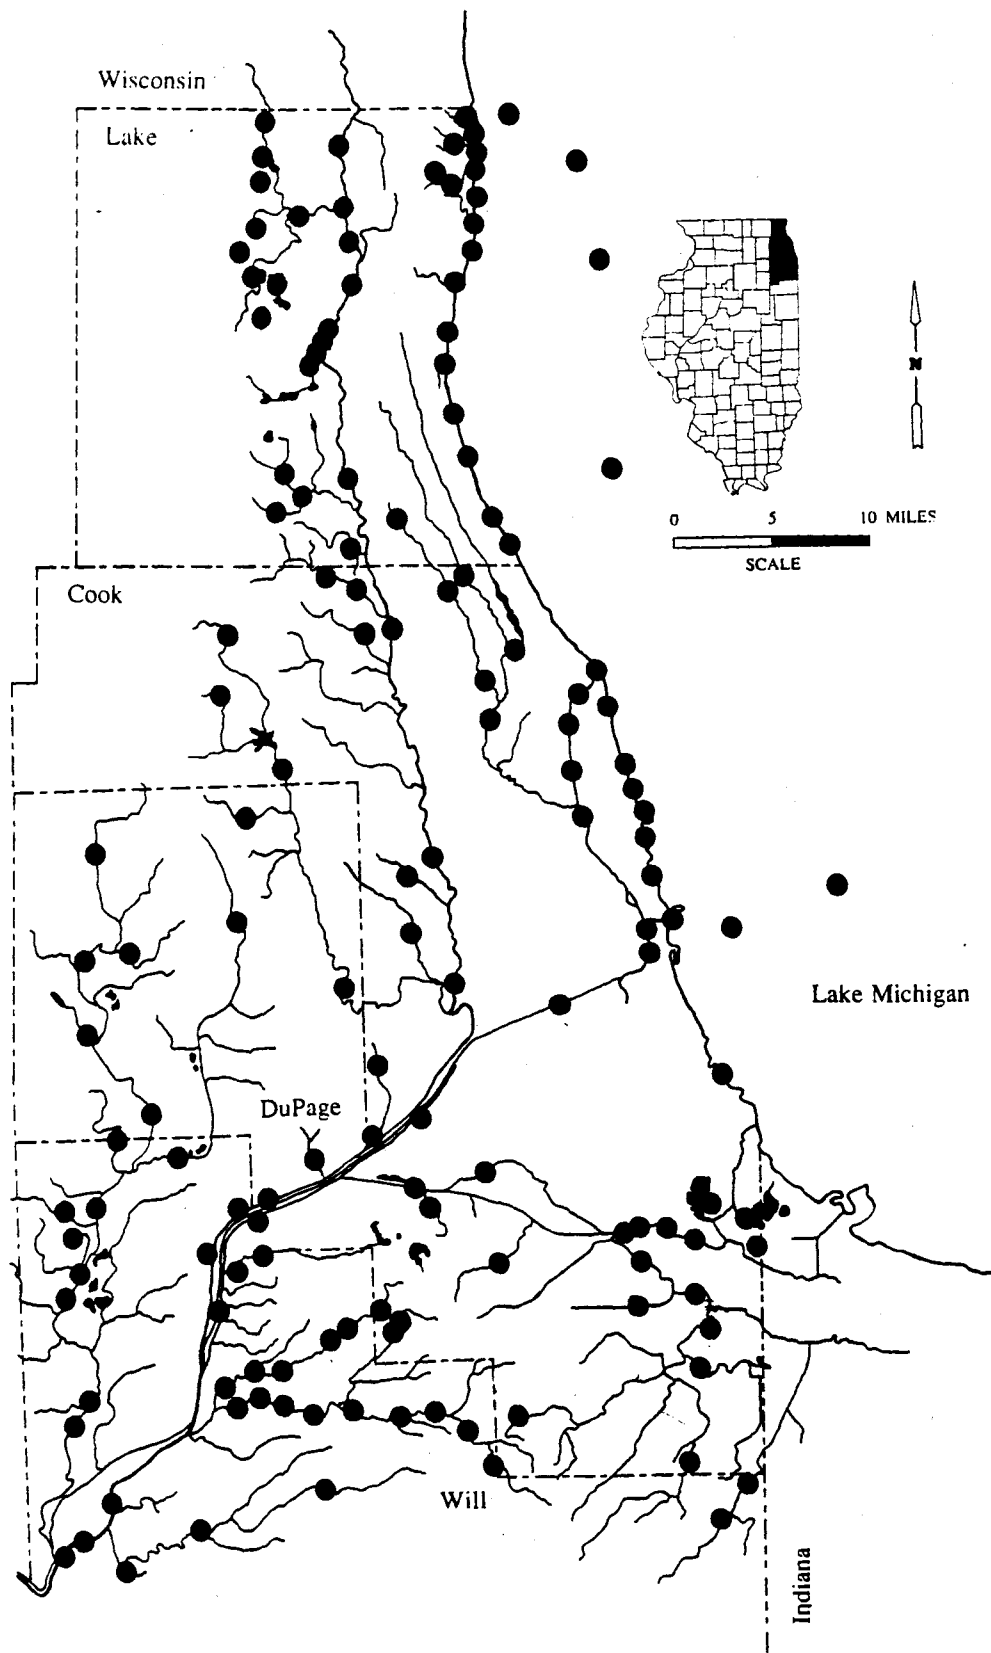 Wisconsin
Lake
N
0 5 10 MILES
SCALE
Cook
Lake Michigan
DuPage
Will
Indiana